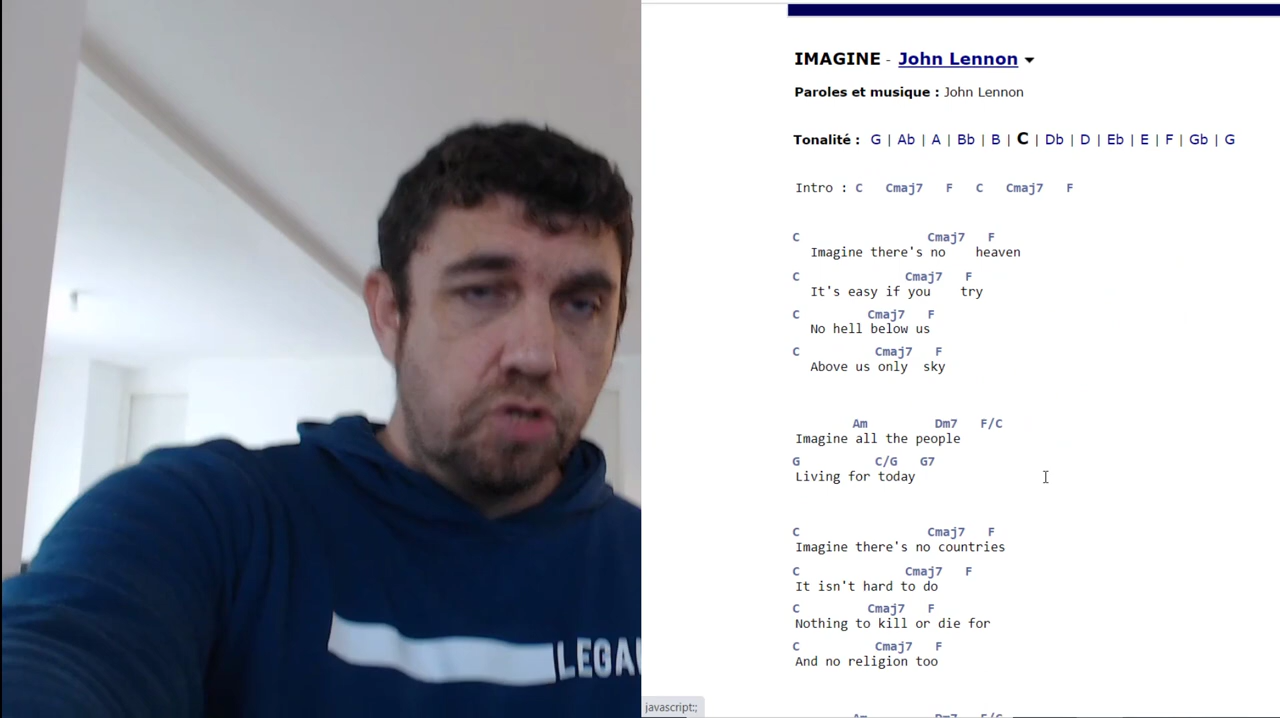 LEGA
IMAGINE - John Lennon
Paroles et musique : John Lennon
Tonalité : G | Ab | A | Bb | B | C | Db | D | Eb | E | F | Gb | G
Intro : C Cmaj7 F C Cmaj7 F
C Cmaj7 F
Imagine there's no heaven
C Cmaj7 F
It's easy if you try
C Cmaj7 F
No hell below us
C Cmaj7 F
Above us only sky
Am Dm7 F/C
Imagine all the people
G C/G G7
Living for today
C Cmaj7 F
Imagine there's no countries
C Cmaj7 F
It isn't hard to do
C Cmaj7 F
Nothing to kill or die for
C Cmaj7 F
And no religion too
Am Dm7 F/C
javascript:;